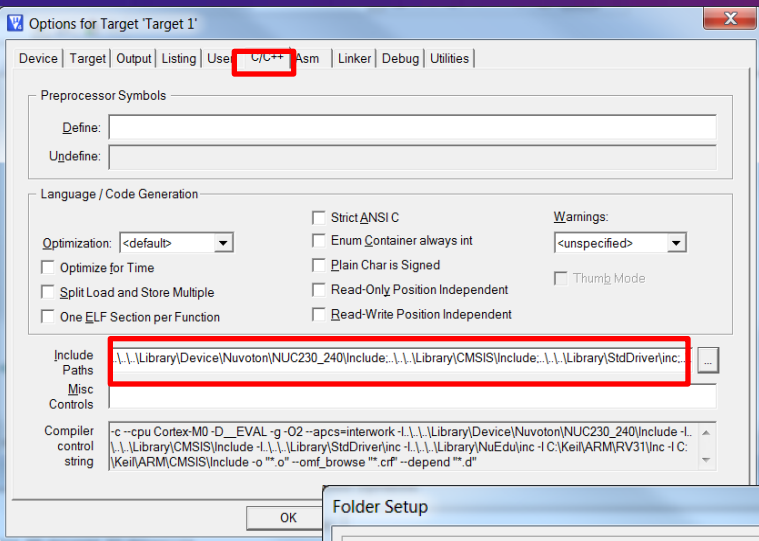 Options for Target 'Target 1'
Device Target Output Listing User C/C++ Asm Linker Debug Utilities
Preprocessor Symbols
Define:
Undefine:
Language / Code Generation
Strict ANSI C
Warnings:
Optimization: <default>
Enum Container always int
<unspecified>
Optimize for Time
Plain Char is Signed
Thumb Mode
Split Load and Store Multiple
Read-Only Position Independent
One ELF Section per Function
Read-Write Position Independent
Include Paths
..\..\..\Library\Device\Nuvoton\NUC230_240\Include;..\..\..\Library\CMSIS\Include;..\..\..\Library\StdDriver\inc;..
...
Misc Controls
Compiler control string
-c --cpu Cortex-M0 -D__EVAL -g -O2 --apcs=interwork -I..\..\..\Library\Device\Nuvoton\NUC230_240\Include -I..
\..\..\Library\CMSIS\Include -I..\..\..\Library\StdDriver\inc -I..\..\..\Library\NuEdu\inc -I C:\Keil\ARM\RV31\Inc -I C:
\Keil\ARM\CMSIS\Include -o "*.o" --omf_browse "*.crf" --depend "*.d"
OK
Folder Setup